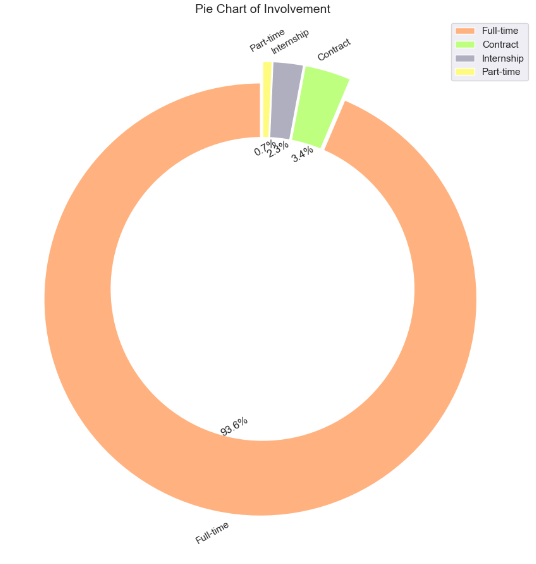 Pie Chart of Involvement
Full-time
Contract
Internship
Part-time
Part-time
Internship
Contract
0.7%
2.3%
3.4%
93.6%
Full-time